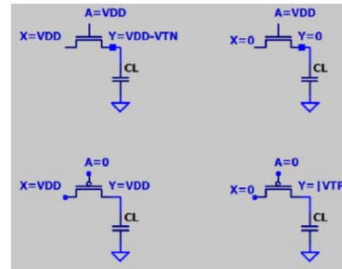 A=VDD
X=VDD
Y=VDD-VTN
CL
A=VDD
X=0
Y=0
CL
A=0
X=VDD
Y=VDD
CL
A=0
X=0
Y=|VTP
CL